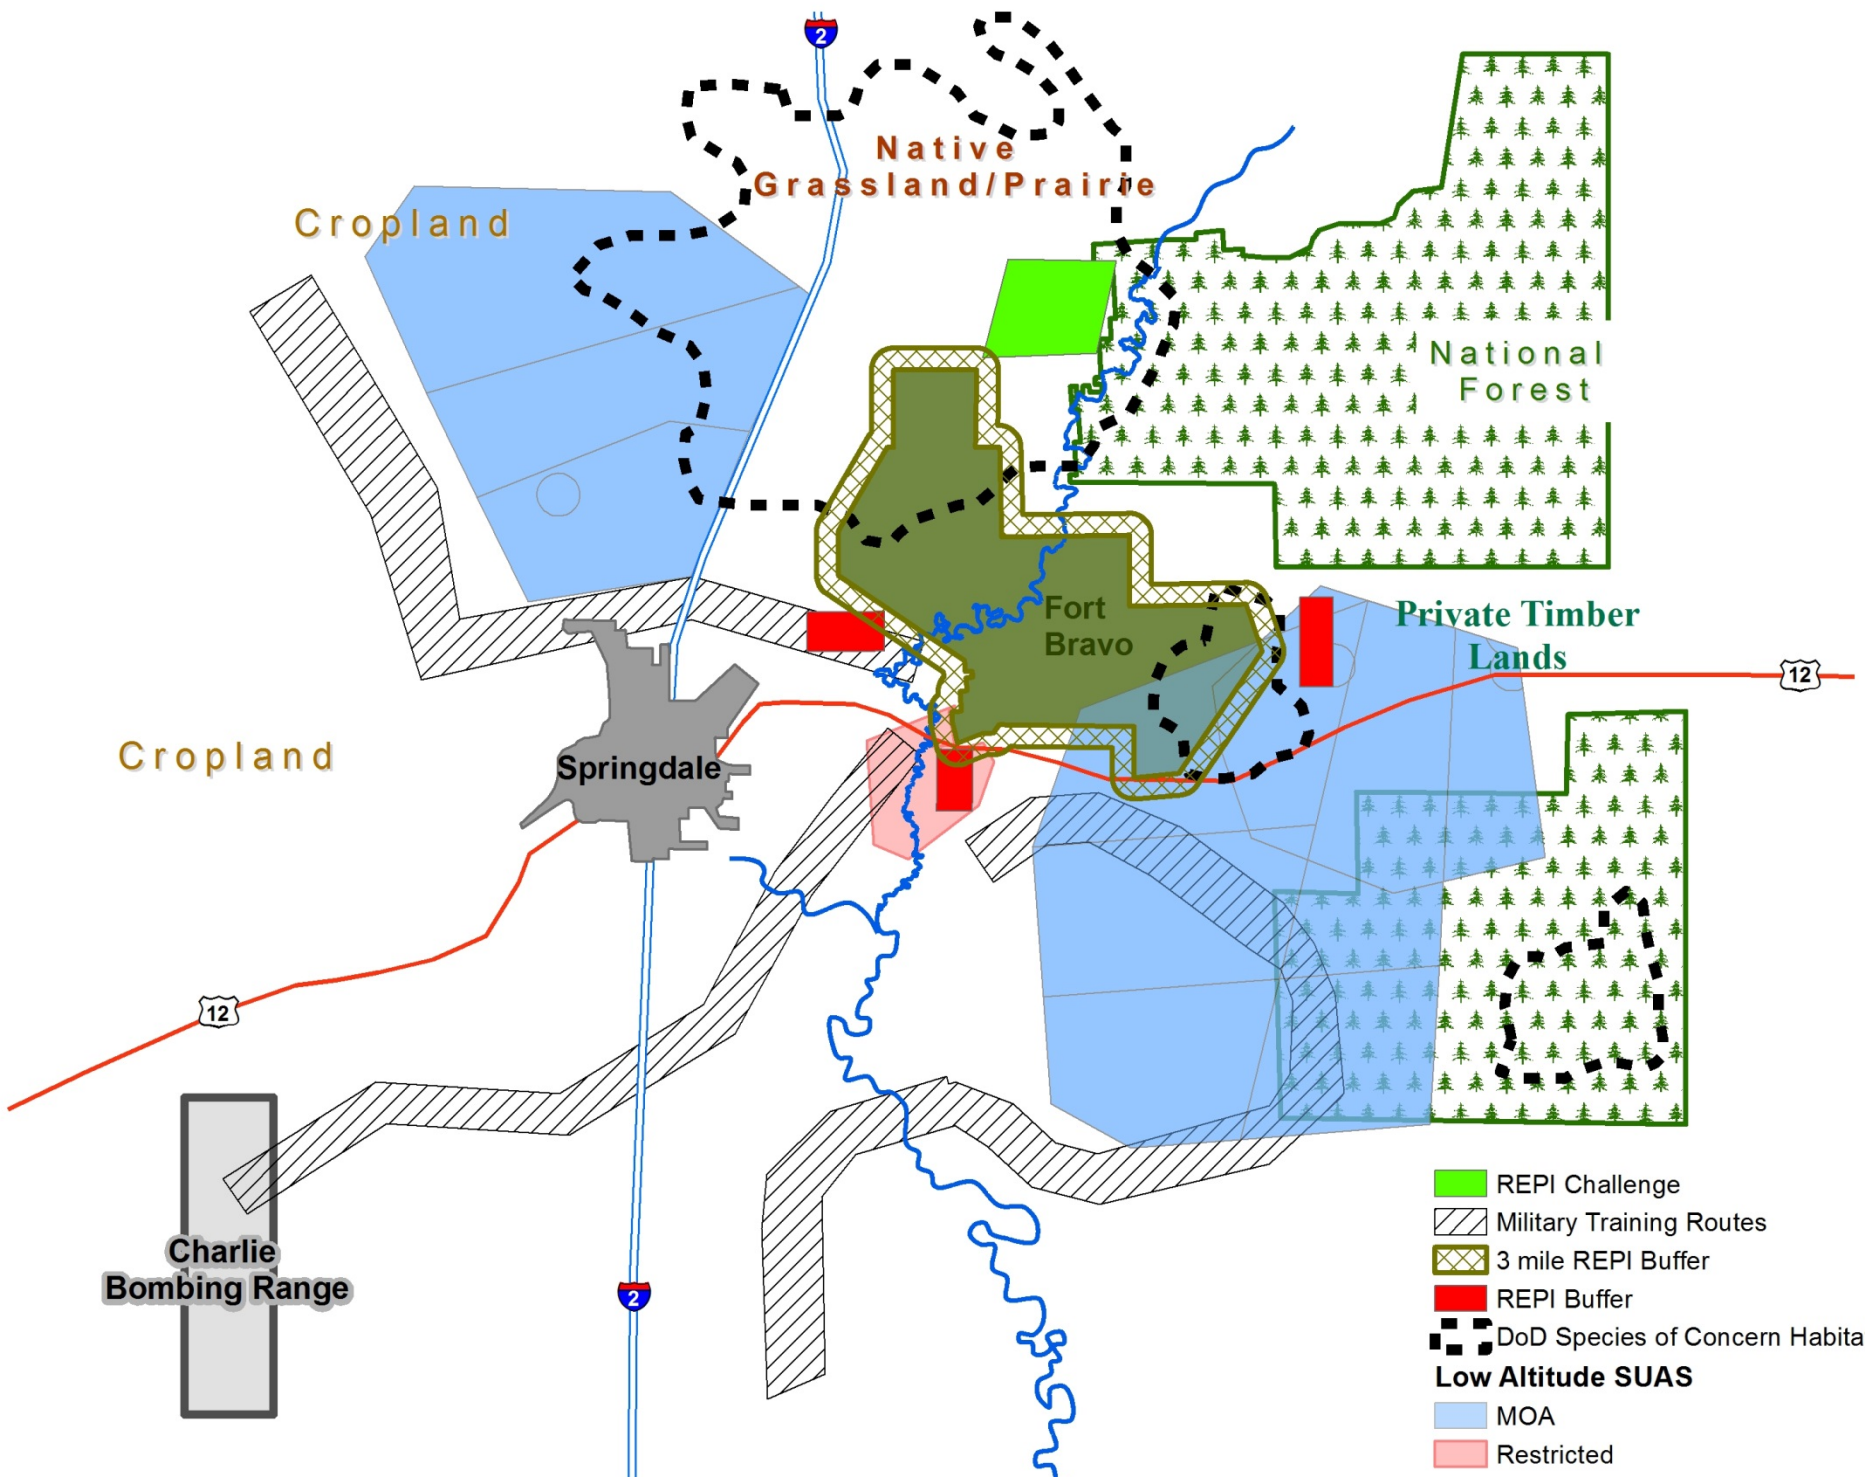 2
Native
Grassland/Prairie
Cropland
National
Forest
Fort
Bravo
Private Timber
Lands
12
Cropland
Springdale
12
Charlie
Bombing Range
2
REPI Challenge
Military Training Routes
3 mile REPI Buffer
REPI Buffer
DoD Species of Concern Habita
Low Altitude SUAS
MOA
Restricted